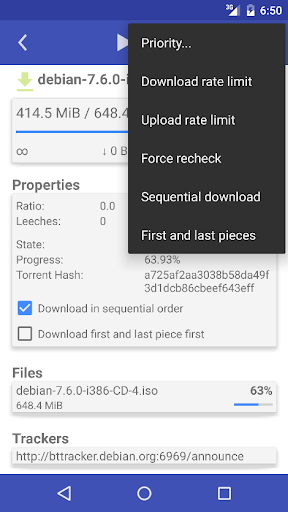 3G 6:50
Priority...
debian-7.6.0-i
Download rate limit
414.5 MiB / 648.4
Upload rate limit
∞ ↓ 0 B
Force recheck
Properties
Sequential download
Ratio: 0.0
Leeches: 0
First and last pieces
State:
Progress: 63.93%
Torrent Hash: a725af2aa3038b58da49f
3d1dcb86cbeef643eff
Download in sequential order
Download first and last piece first
Files
debian-7.6.0-i386-CD-4.iso 63%
648.4 MiB
Trackers
http://bttracker.debian.org:6969/announce